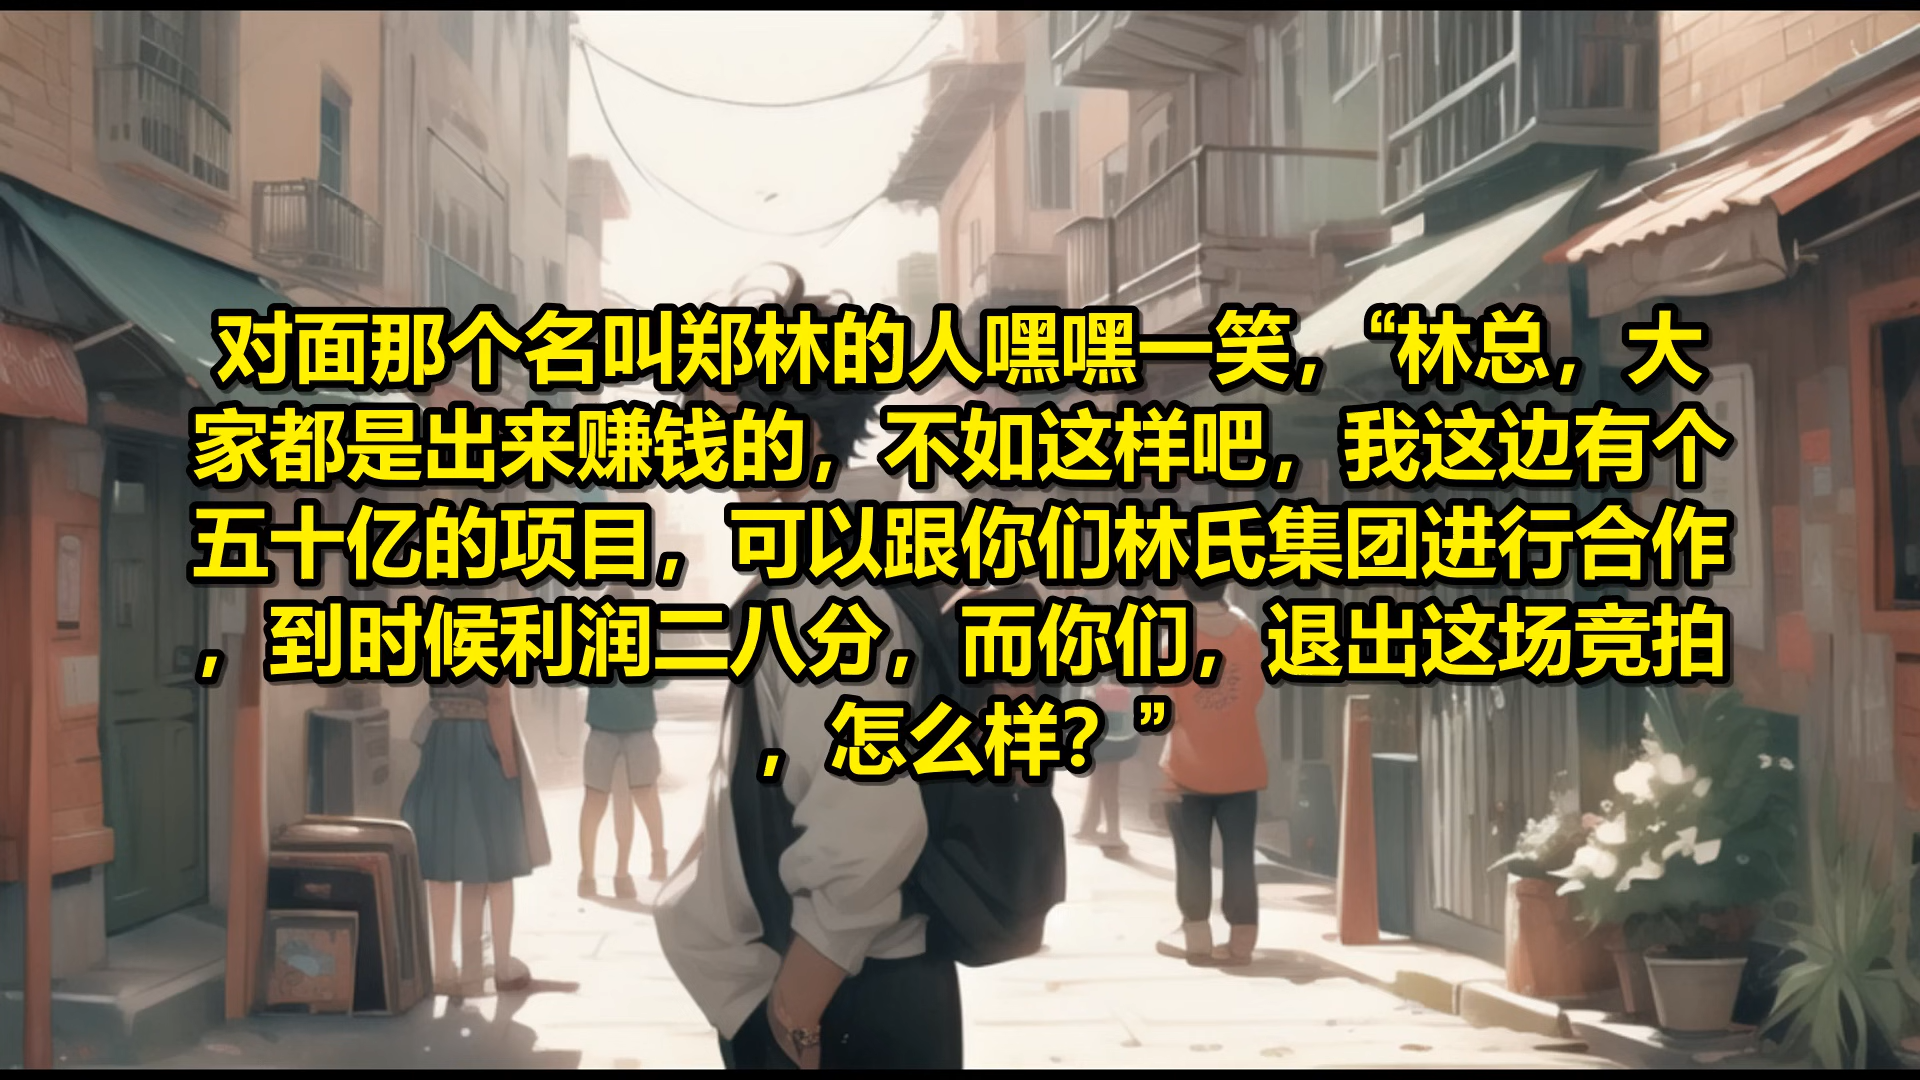 对面那个名叫郑林的人嘿嘿一笑，“林总，大
家都是出来赚钱的，不如这样吧，我这边有个
五十亿的项目，可以跟你们林氏集团进行合作
，到时候利润二八分，而你们，退出这场竞拍
，怎么样？”